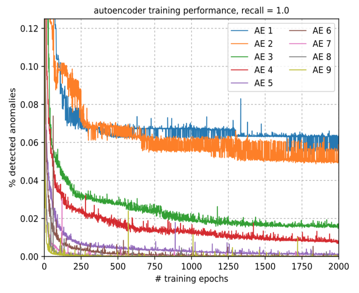 autoencoder training performance, recall = 1.0
% detected anomalies
0.12
0.10
0.08
0.06
0.04
0.02
0.00
AE 1
AE 2
AE 3
AE 4
AE 5
AE 6
AE 7
AE 8
AE 9
0
250
500
750
1000
1250
1500
1750
2000
# training epochs